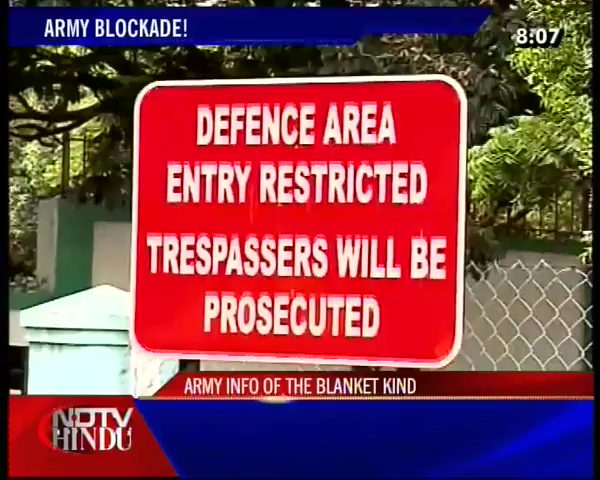 ARMY BLOCKADE!
8:07
DEFENCE AREA
ENTRY RESTRICTED
TRESPASSERS WILL BE
PROSECUTED
ARMY INFO OF THE BLANKET KIND
NDTV
HINDU